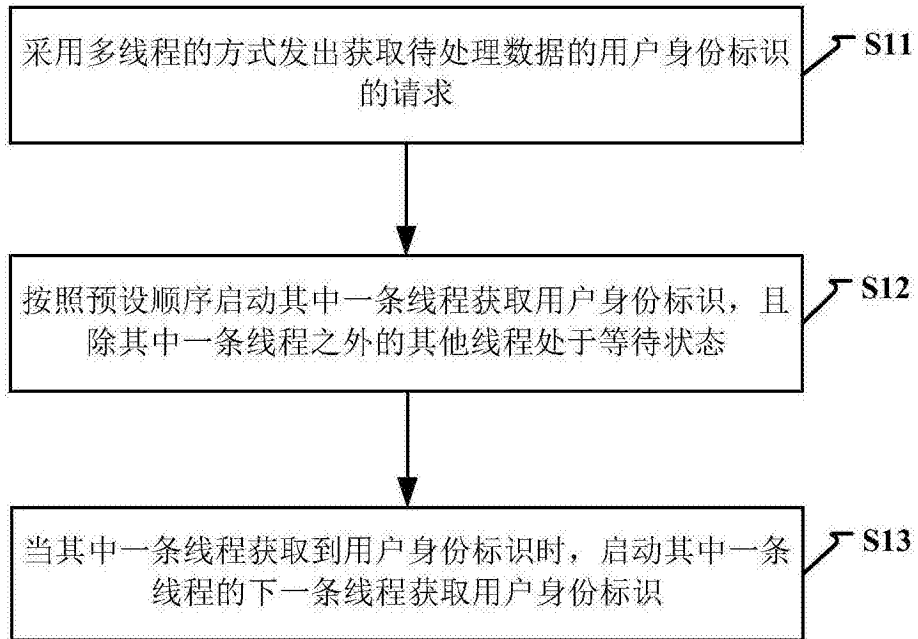 采用多线程的方式发出获取待处理数据的用户身份标识
的请求
S11
按照预设顺序启动其中一条线程获取用户身份标识，且
除其中一条线程之外的其他线程处于等待状态
S12
当其中一条线程获取到用户身份标识时，启动其中一条
线程的下一条线程获取用户身份标识
S13